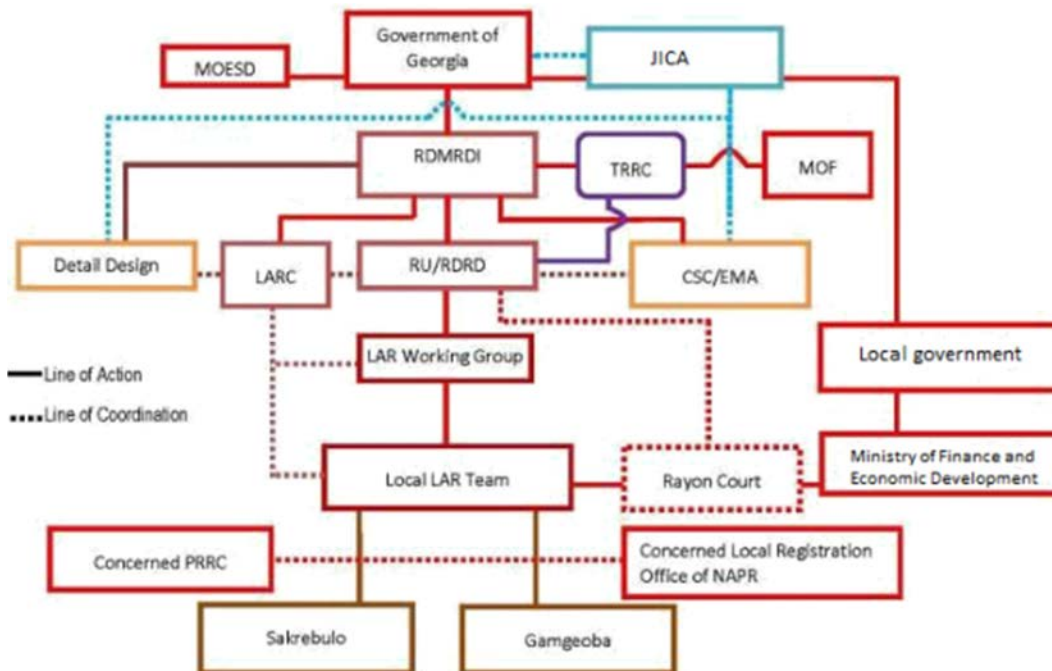 Government of
Georgia
JICA
MOESD
RDMRDI
TRRC
MOF
Detail Design
LARC
RU/RDRD
CSC/EMA
Local government
LAR Working Group
Line of Action
Line of Coordination
Ministry of Finance and
Economic Development
Local LAR Team
Rayon Court
Concerned PRRC
Concerned Local Registration
Office of NAPR
Sakrebulo
Gamgeoba